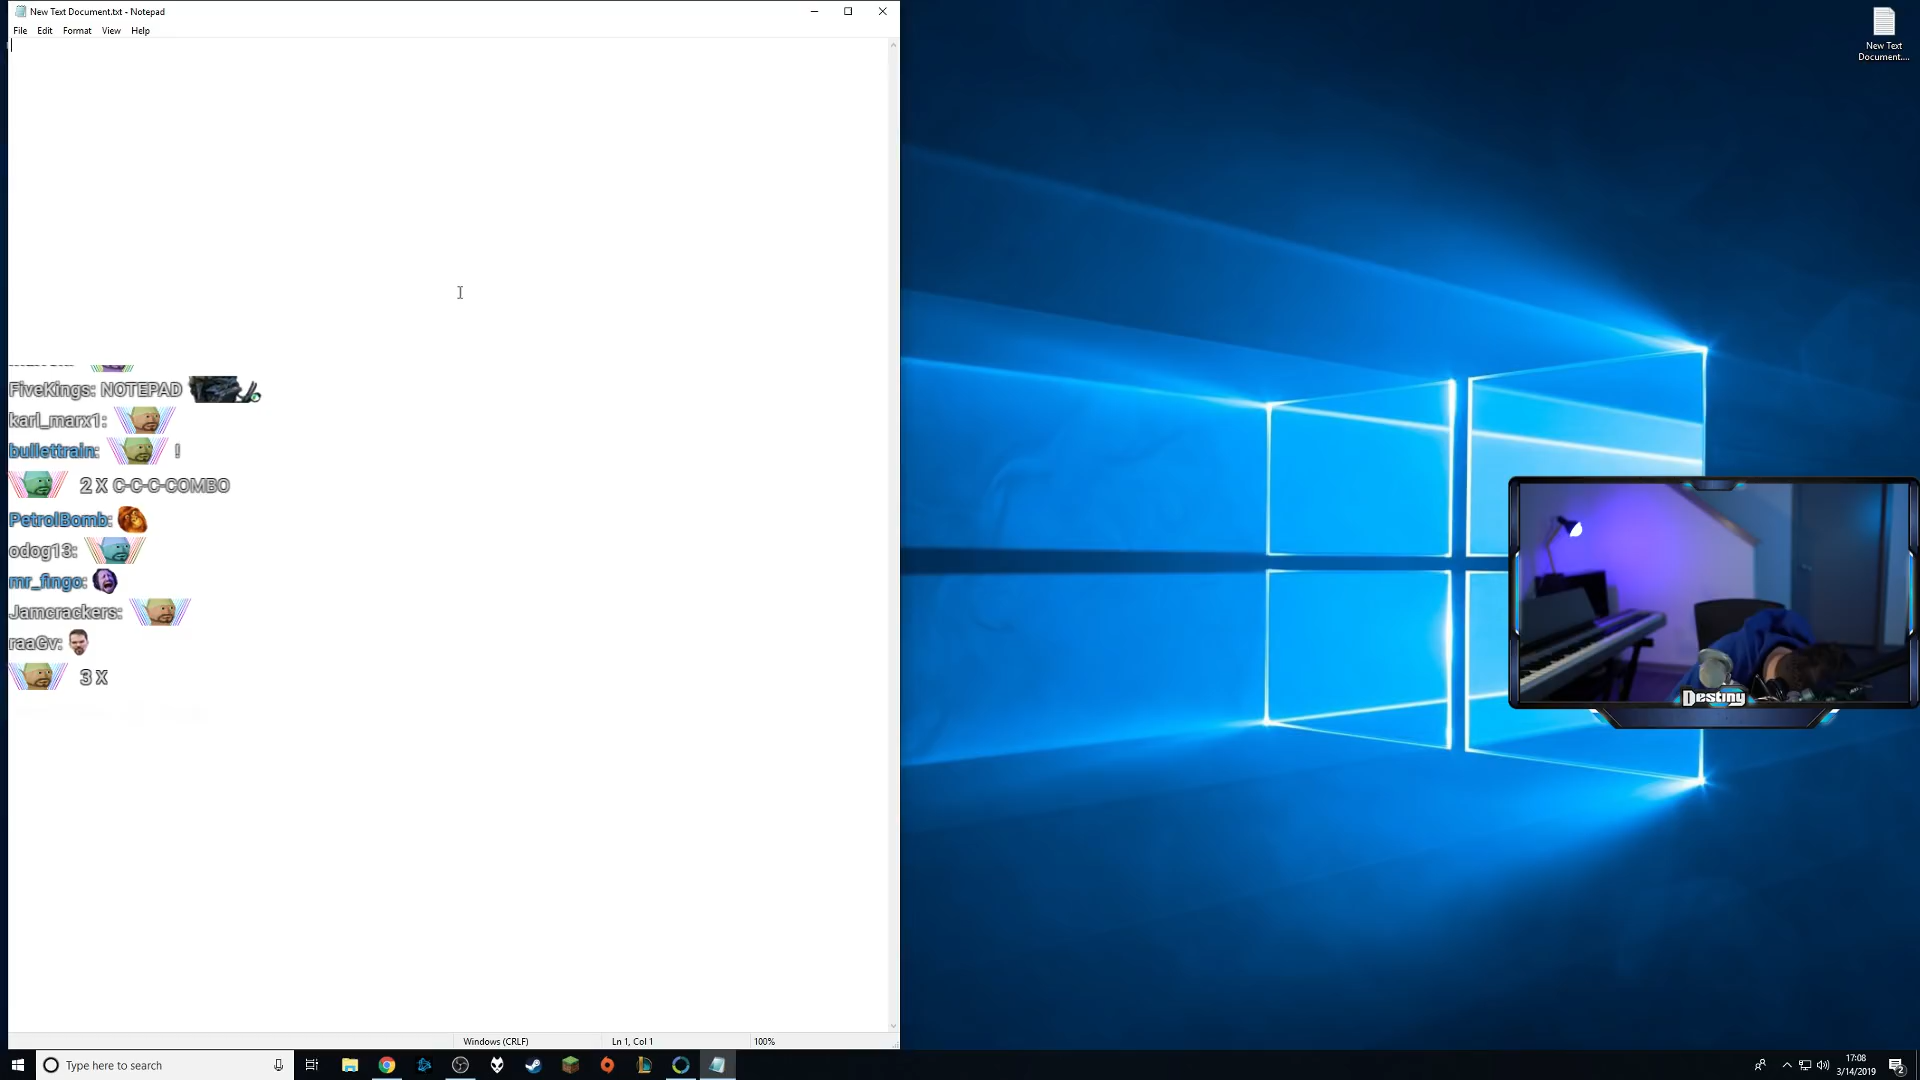 New Text Document.txt - Notepad
File Edit Format View Help
New Text
Document....
FiveKings: NOTEPAD
karl_marx1:
bullettrain: !
2 X C-C-C-COMBO
PetrolBomb:
odog13:
mr_fingo:
Jamcrackers:
raaGv:
3 X
Destiny
Windows (CRLF) Ln 1, Col 1 100%
Type here to search
17:08
3/14/2019
2